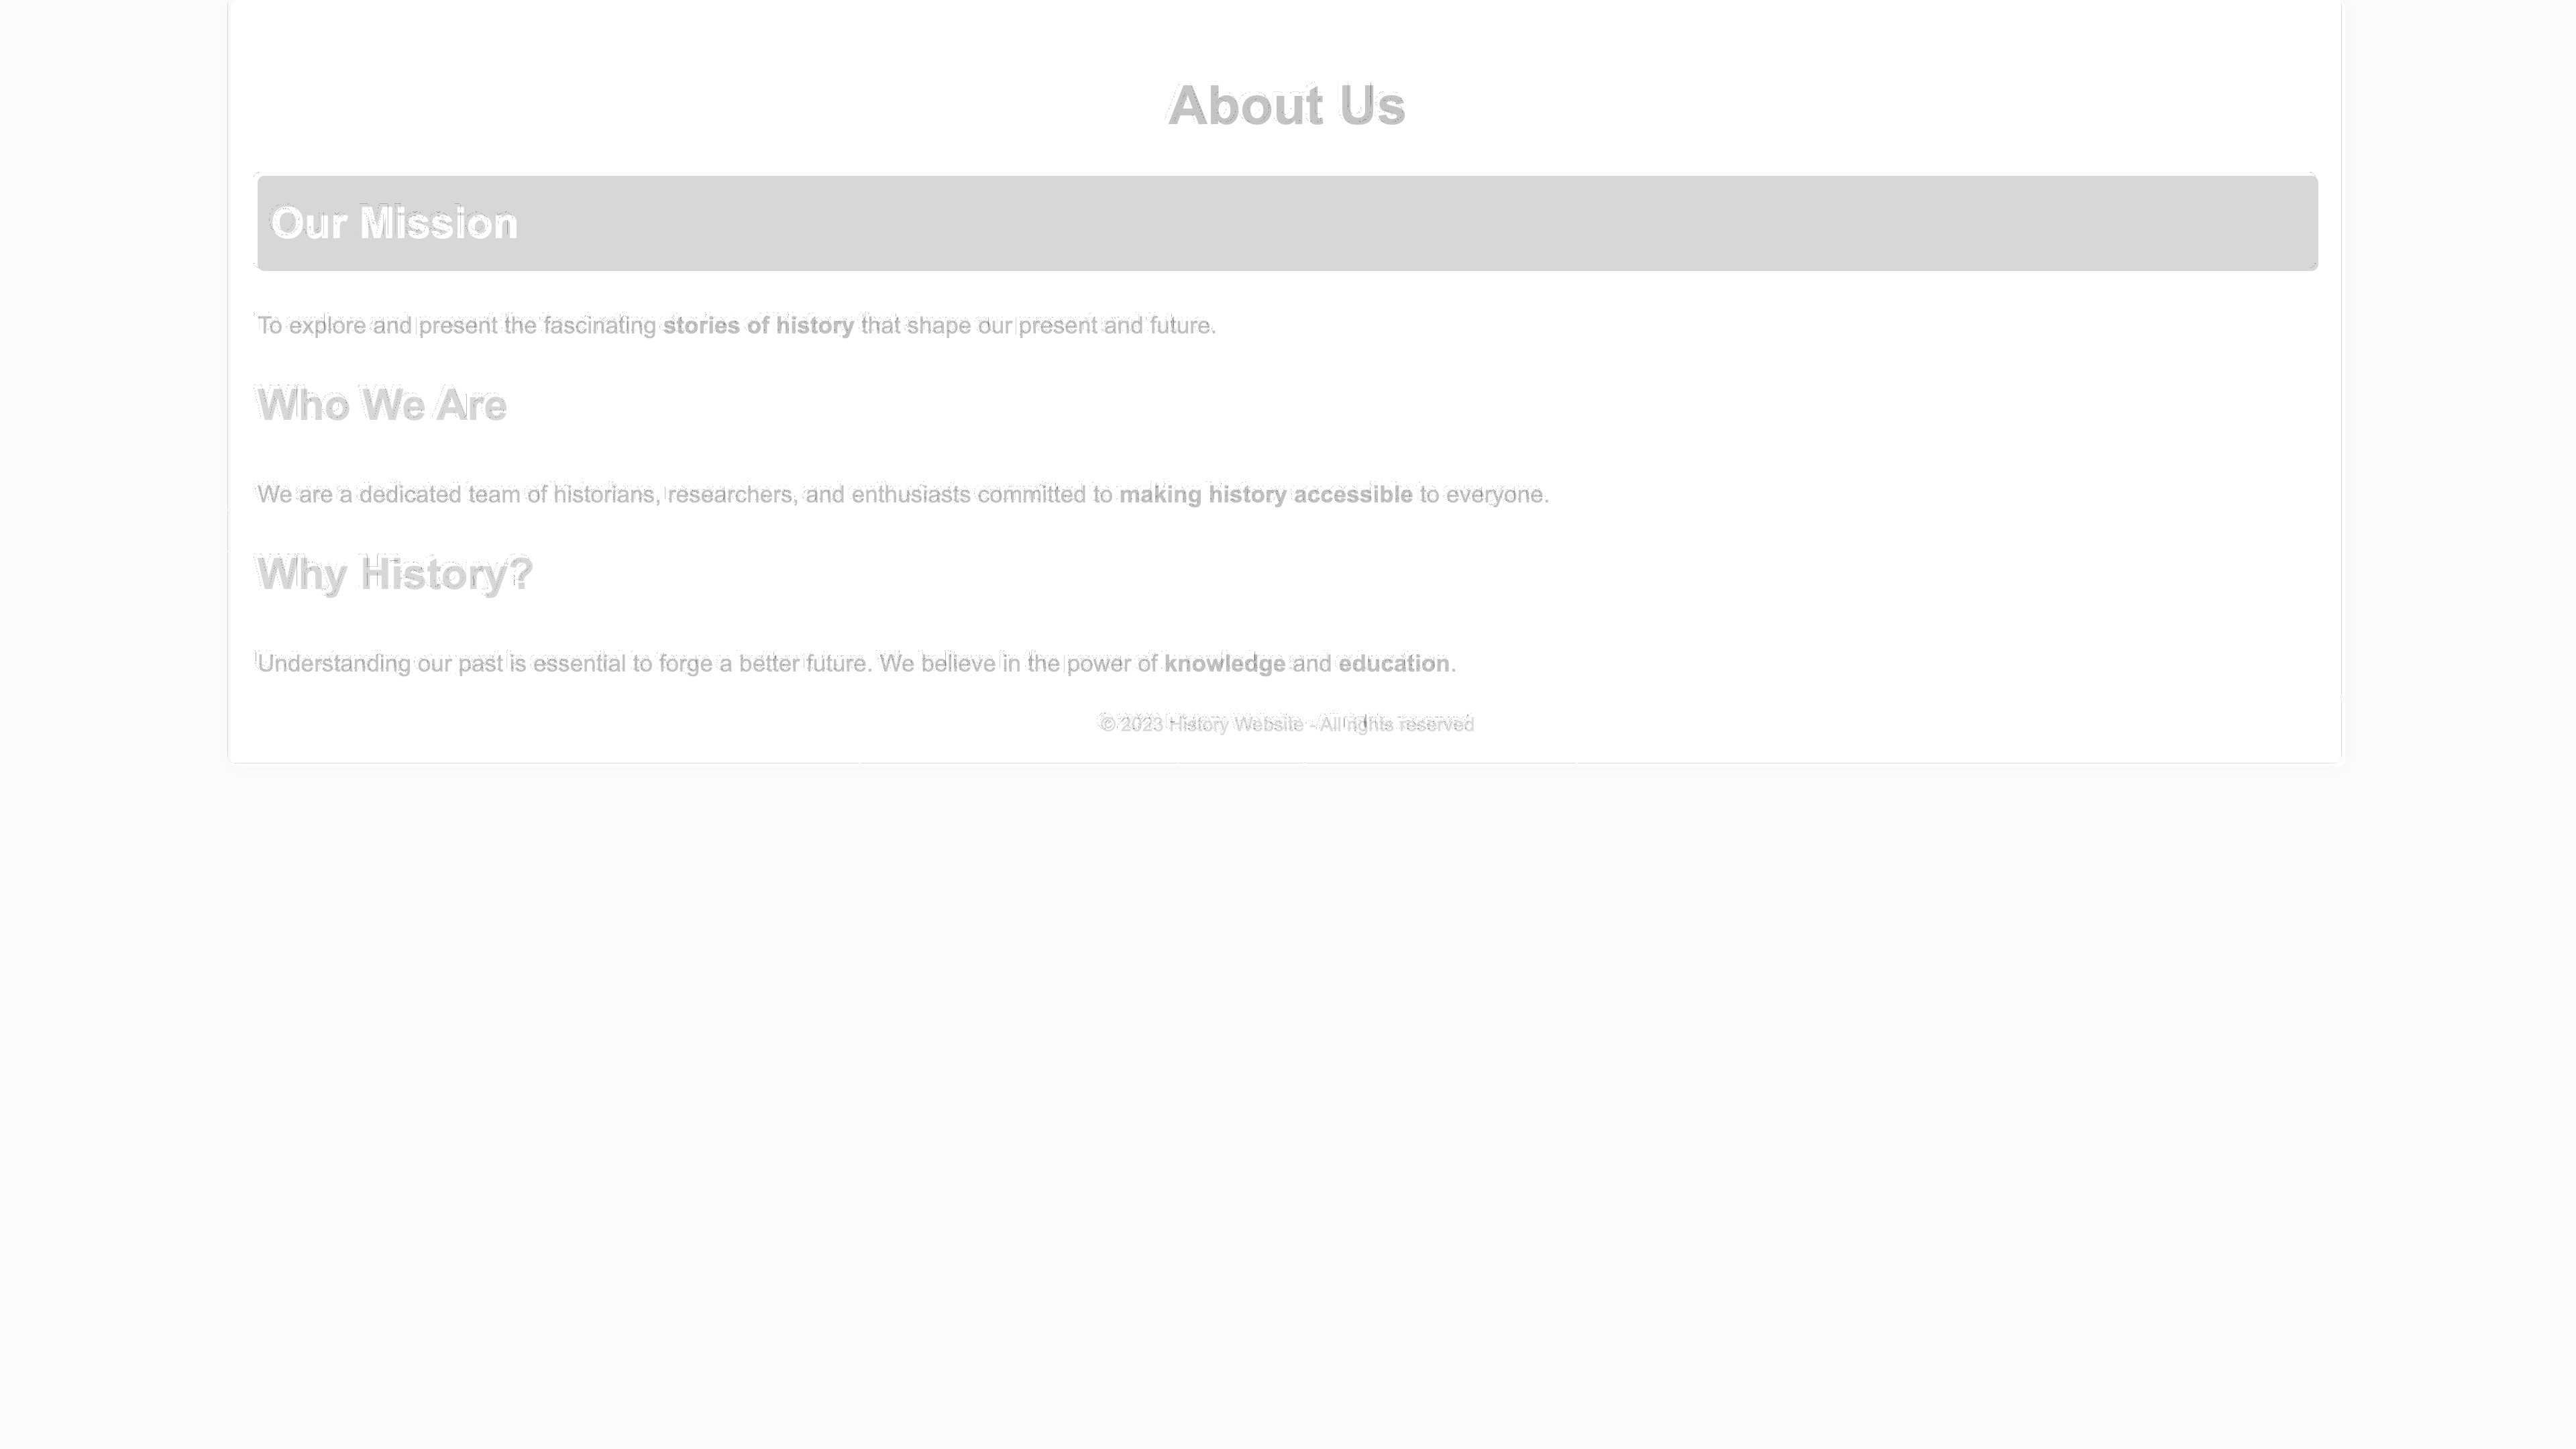 About Us
Our Mission
To explore and present the fascinating stories of history that shape our present and future.
Who We Are
We are a dedicated team of historians, researchers, and enthusiasts committed to making history accessible to everyone.
Why History?
Understanding our past is essential to forge a better future. We believe in the power of knowledge and education.
© 2023 History Website - All rights reserved